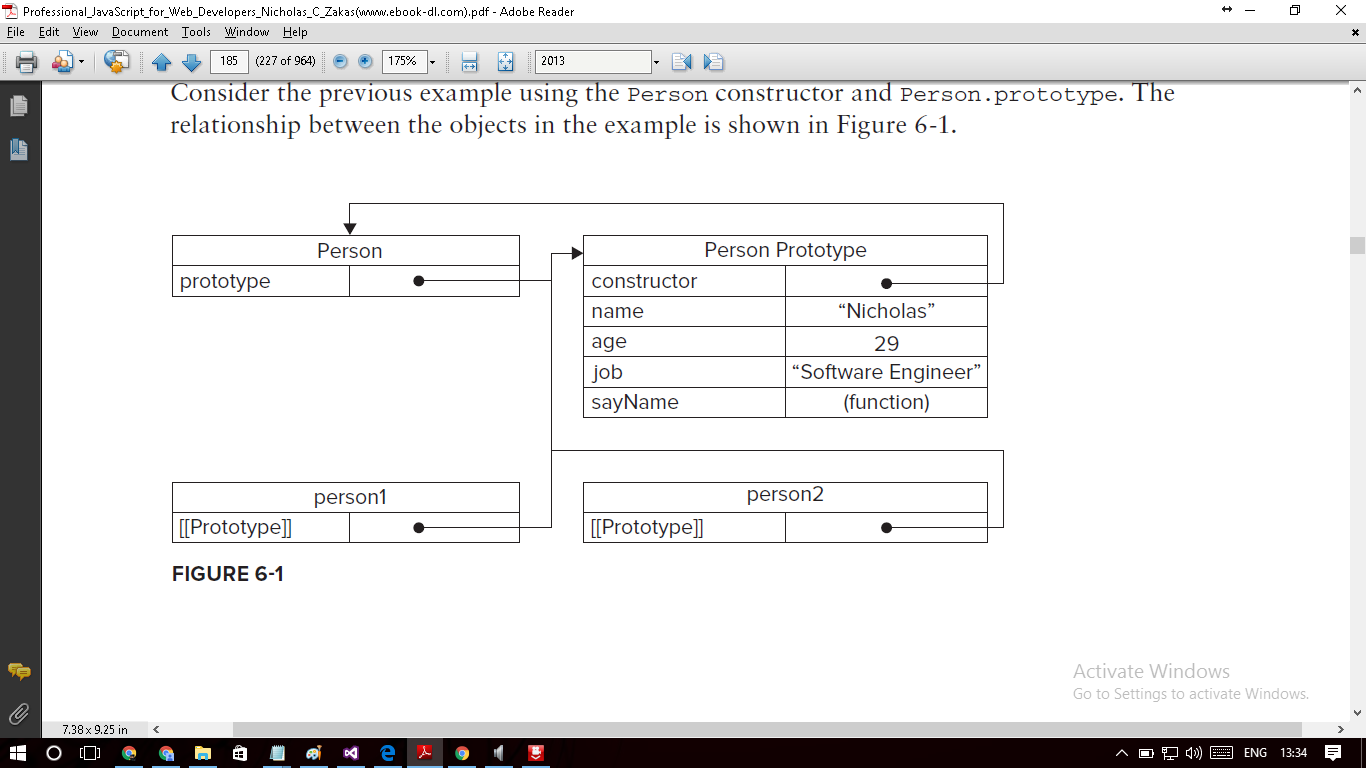 Professional_JavaScript_for_Web_Developers_Nicholas_C_Zakas(www.ebook-dl.com).pdf - Adobe Reader
File Edit View Document Tools Window Help
185 (227 of 964) 175% 2013
Consider the previous example using the Person constructor and Person.prototype. The
relationship between the objects in the example is shown in Figure 6-1.
Person
prototype
Person Prototype
constructor
name “Nicholas”
age 29
job “Software Engineer”
sayName (function)
person1
[[Prototype]]
person2
[[Prototype]]
FIGURE 6-1
Activate Windows
Go to Settings to activate Windows.
7.38 x 9.25 in
ENG 13:34